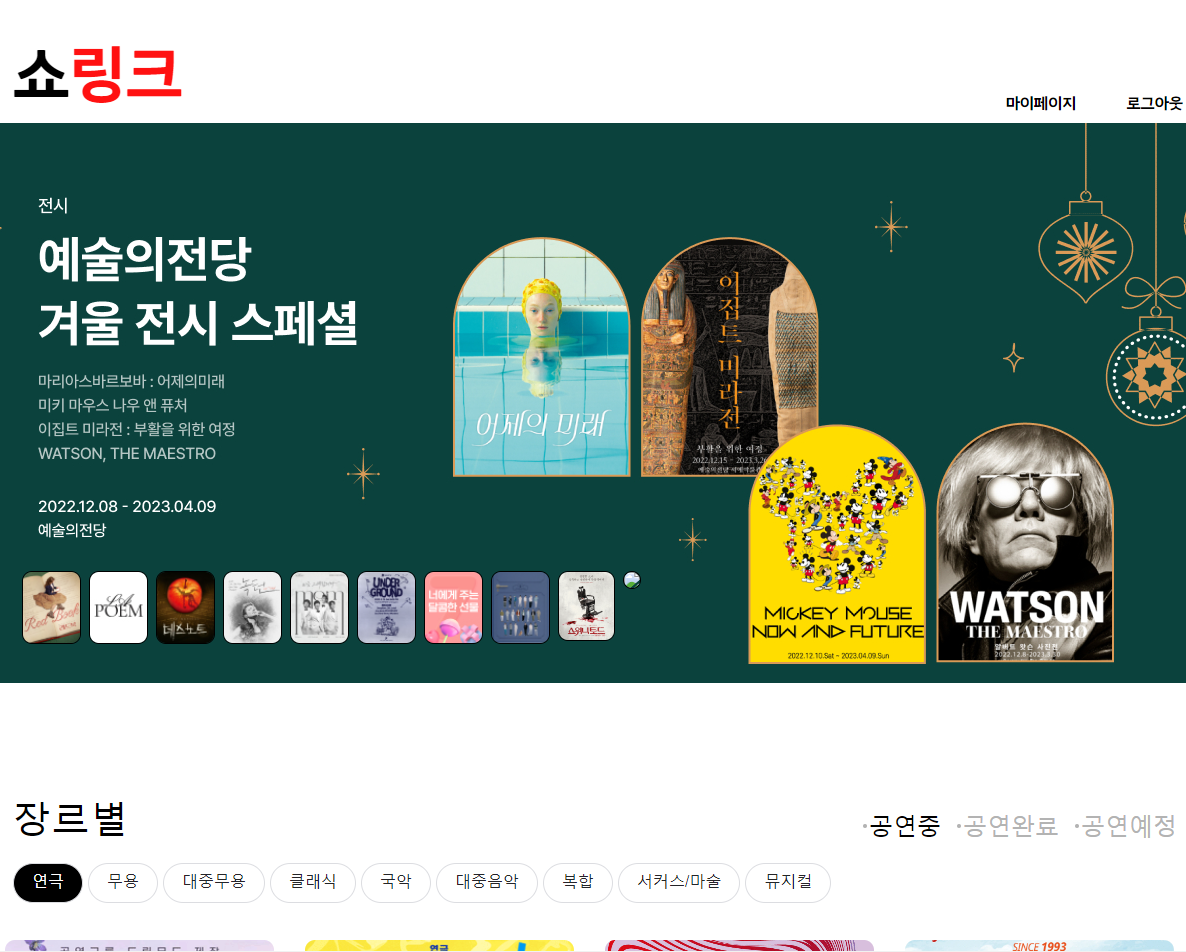 쇼링크
마이페이지 로그아웃
전시
예술의전당
겨울 전시 스페셜
마리아스바르보바 : 어제의미래
미키 마우스 나우 앤 퓨처
이집트 미라전 : 부활을 위한 여정
WATSON, THE MAESTRO
2022.12.08 - 2023.04.09
예술의전당
어제의 미래
이집트 미라전
부활을 위한 여정
2022.12.15 - 2023.3.26
MICKEY MOUSE
NOW AND FUTURE
2022.12.10.Sat - 2023.04.09.Sun
WATSON
THE MAESTRO
알버트 왓슨 사진전
2022.12.8-2023.3.30
Red Book
LA POEM
데스노트
UNDER
GROUND
너에게 주는
달콤한 선물
스위니토드
장르별
·공연중 ·공연완료 ·공연예정
연극 무용 대중무용 클래식 국악 대중음악 복합 서커스/마술 뮤지컬
연극
SINCE 1993